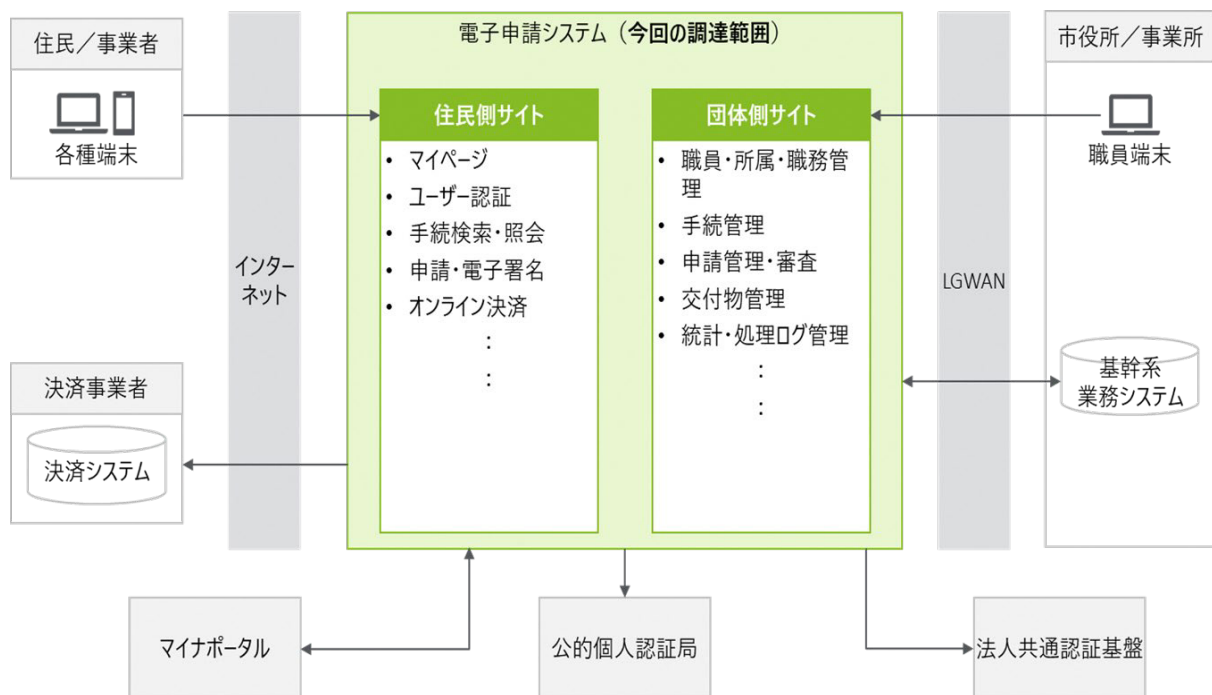 住民／事業者
各種端末
決済事業者
決済システム
インター
ネット
電子申請システム（今回の調達範囲）
住民側サイト
• マイページ
• ユーザー認証
• 手続検索・照会
• 申請・電子署名
• オンライン決済
：
：
団体側サイト
• 職員・所属・職務管
理
• 手続管理
• 申請管理・審査
• 交付物管理
• 統計・処理ログ管理
：
：
LGWAN
市役所／事業所
職員端末
基幹系
業務システム
マイナポータル
公的個人認証局
法人共通認証基盤